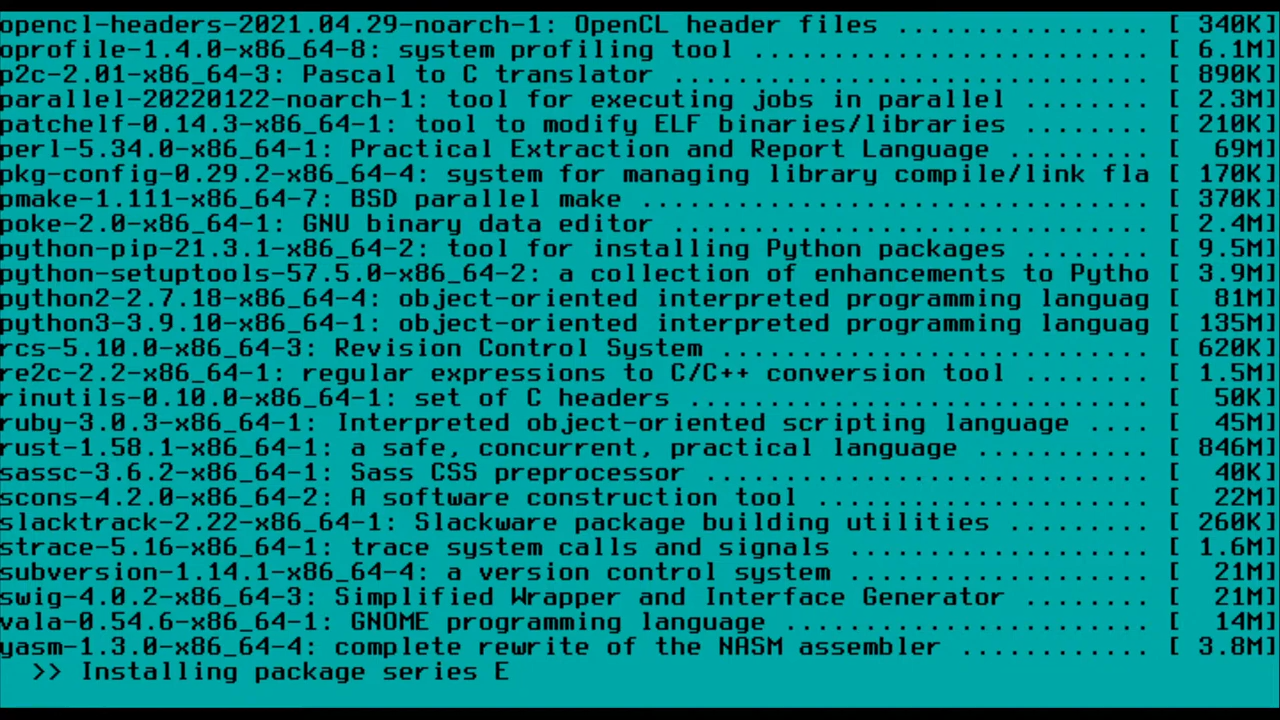 opencl-headers-2021.04.29-noarch-1: OpenCL header files ................ [ 340K]
oprofile-1.4.0-x86_64-8: system profiling tool ......................... [ 6.1M]
p2c-2.01-x86_64-3: Pascal to C translator .............................. [ 890K]
parallel-20220122-noarch-1: tool for executing jobs in parallel ........ [ 2.3M]
patchelf-0.14.3-x86_64-1: tool to modify ELF binaries/libraries ........ [ 210K]
perl-5.34.0-x86_64-1: Practical Extraction and Report Language ......... [  69M]
pkg-config-0.29.2-x86_64-4: system for managing library compile/link fla [ 170K]
pmake-1.111-x86_64-7: BSD parallel make ................................ [ 370K]
poke-2.0-x86_64-1: GNU binary data editor .............................. [ 2.4M]
python-pip-21.3.1-x86_64-2: tool for installing Python packages ........ [ 9.5M]
python-setuptools-57.5.0-x86_64-2: a collection of enhancements to Pytho [ 3.9M]
python2-2.7.18-x86_64-4: object-oriented interpreted programming languag [  81M]
python3-3.9.10-x86_64-1: object-oriented interpreted programming languag [ 135M]
rcs-5.10.0-x86_64-3: Revision Control System ........................... [ 620K]
re2c-2.2-x86_64-1: regular expressions to C/C++ conversion tool ........ [ 1.5M]
rinutils-0.10.0-x86_64-1: set of C headers ............................. [  50K]
ruby-3.0.3-x86_64-1: Interpreted object-oriented scripting language .... [  45M]
rust-1.58.1-x86_64-1: a safe, concurrent, practical language ........... [ 846M]
sassc-3.6.2-x86_64-1: Sass CSS preprocessor ............................ [  40K]
scons-4.2.0-x86_64-2: A software construction tool ..................... [  22M]
slacktrack-2.22-x86_64-1: Slackware package building utilities ......... [ 260K]
strace-5.16-x86_64-1: trace system calls and signals ................... [ 1.6M]
subversion-1.14.1-x86_64-4: a version control system ................... [  21M]
swig-4.0.2-x86_64-3: Simplified Wrapper and Interface Generator ........ [  21M]
vala-0.54.6-x86_64-1: GNOME programming language ....................... [  14M]
yasm-1.3.0-x86_64-4: complete rewrite of the NASM assembler ............ [ 3.8M]
>> Installing package series E